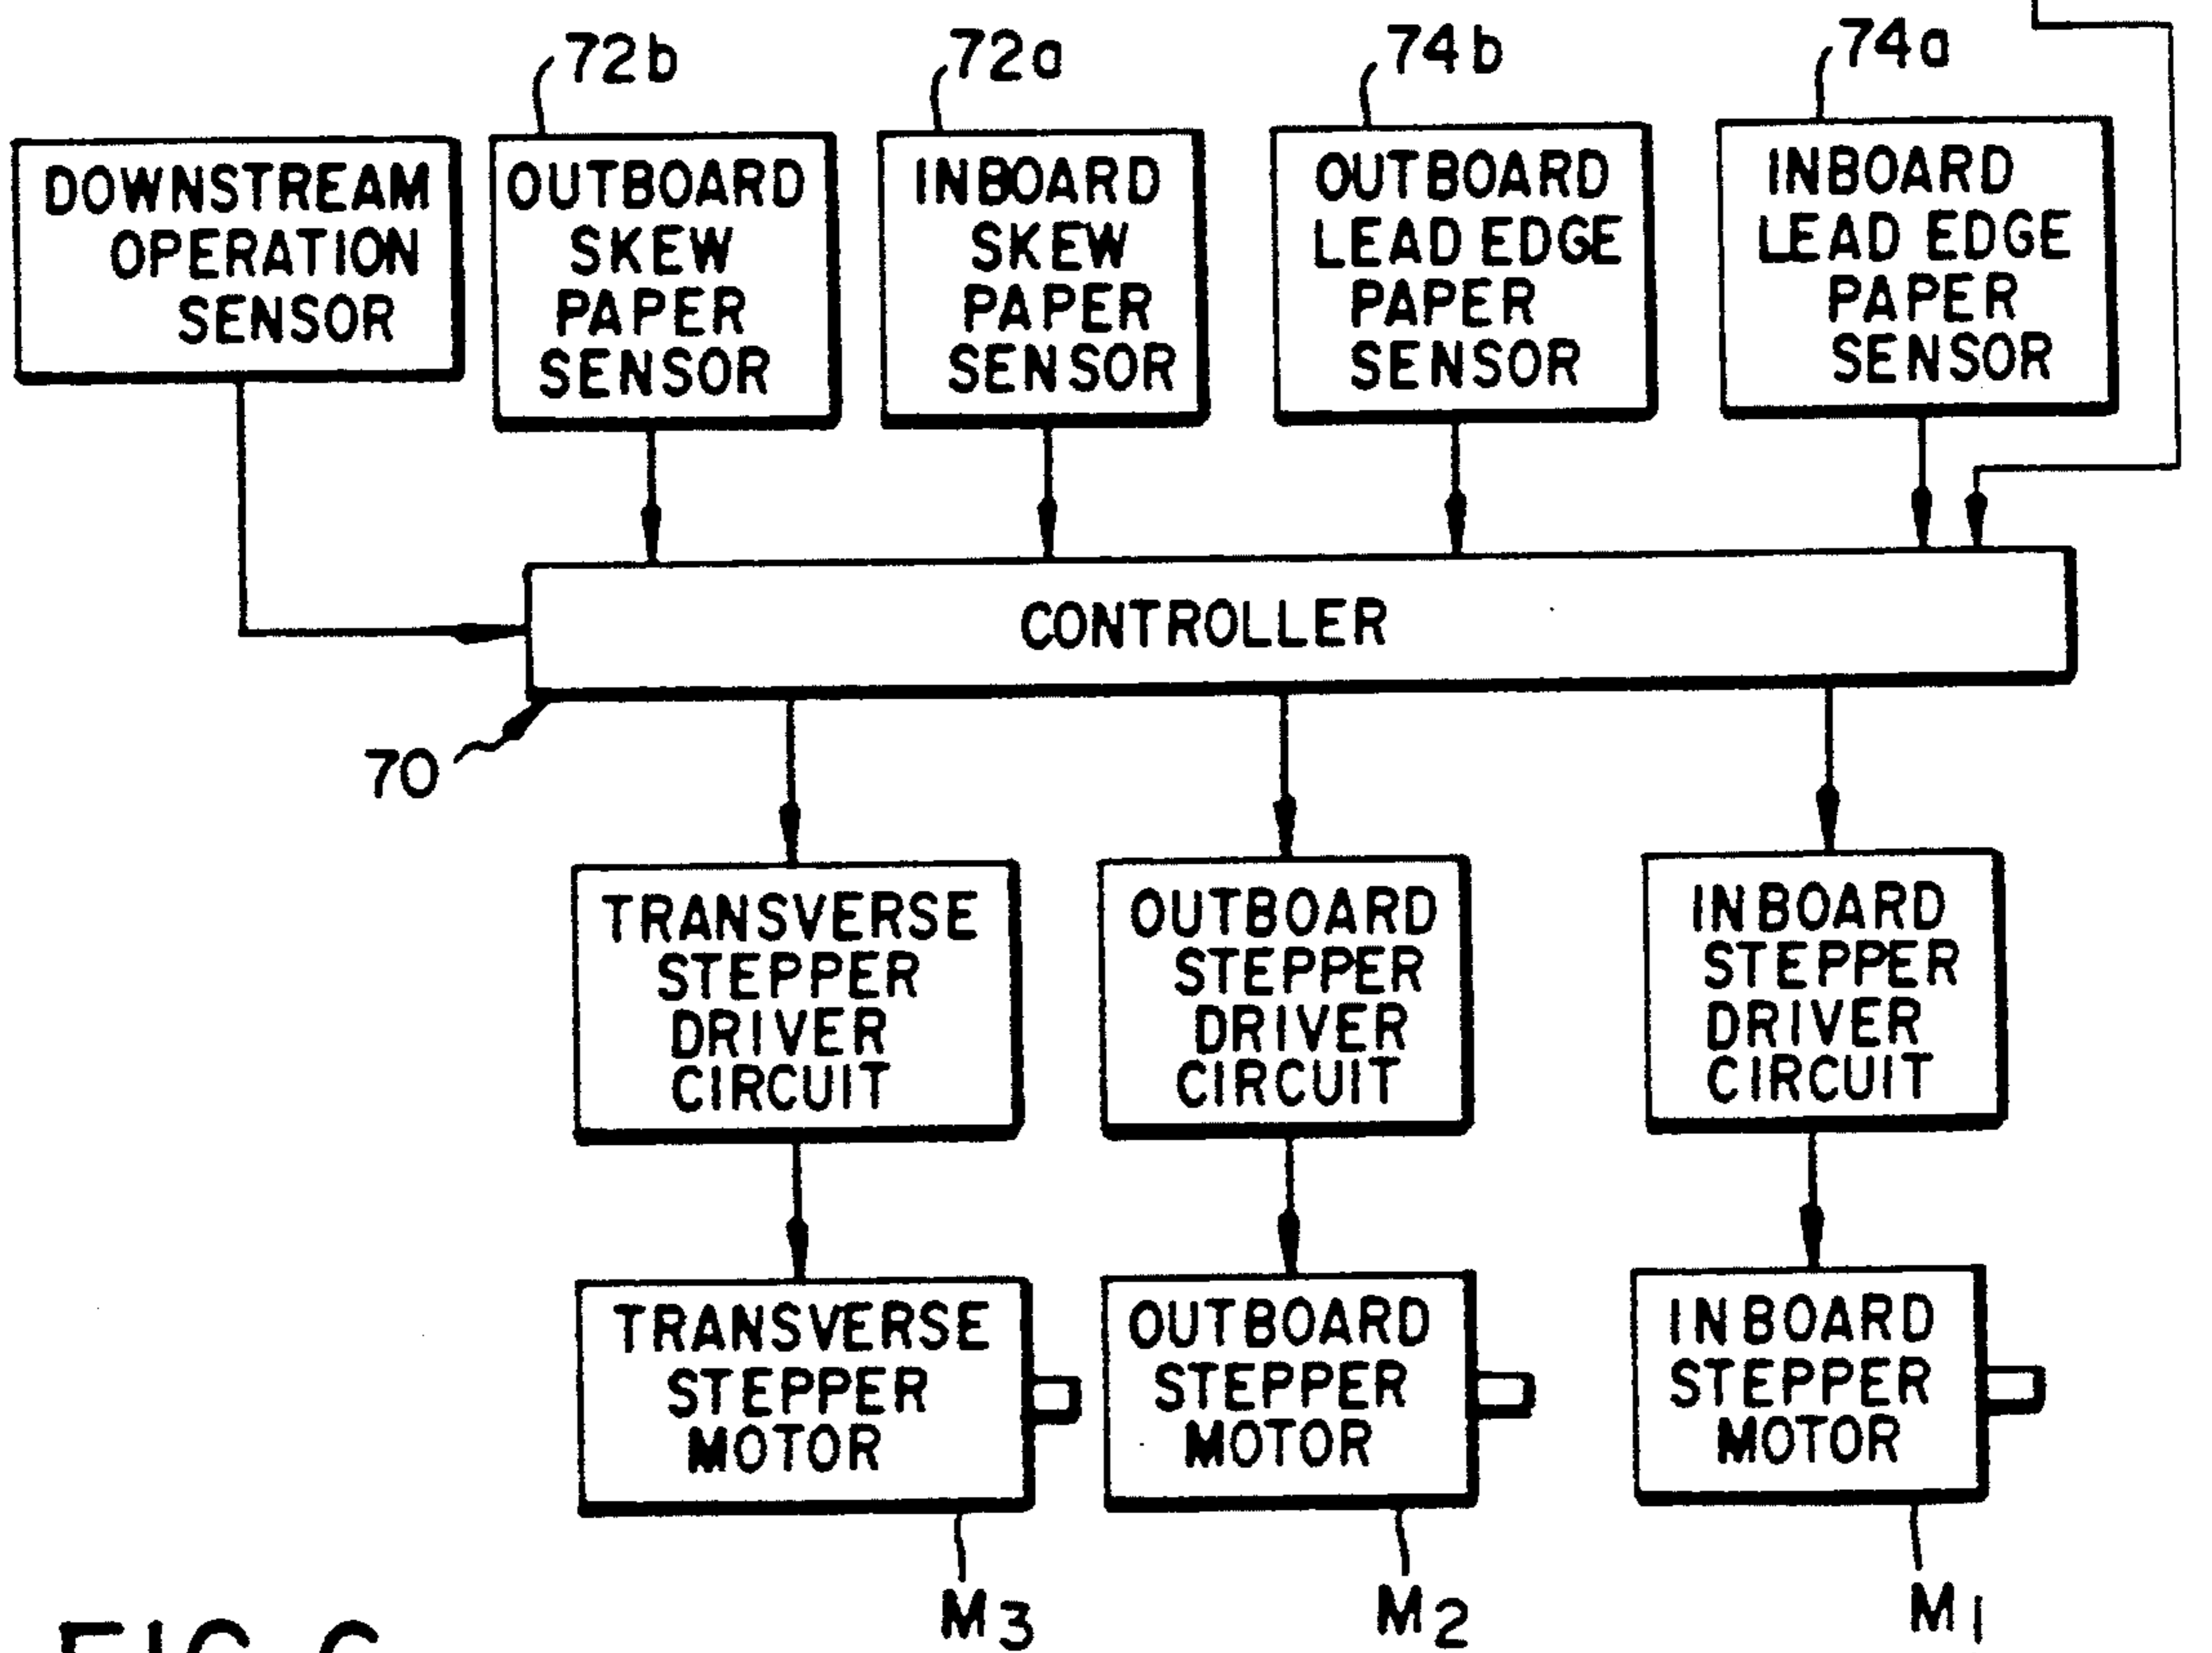 72b
72a
74b
74a
DOWNSTREAM
OPERATION
SENSOR
OUTBOARD
SKEW
PAPER
SENSOR
INBOARD
SKEW
PAPER
SENSOR
OUTBOARD
LEAD EDGE
PAPER
SENSOR
INBOARD
LEAD EDGE
PAPER
SENSOR
CONTROLLER
70
TRANSVERSE
STEPPER
DRIVER
CIRCUIT
OUTBOARD
STEPPER
DRIVER
CIRCUIT
INBOARD
STEPPER
DRIVER
CIRCUIT
TRANSVERSE
STEPPER
MOTOR
OUTBOARD
STEPPER
MOTOR
INBOARD
STEPPER
MOTOR
M3
M2
M1